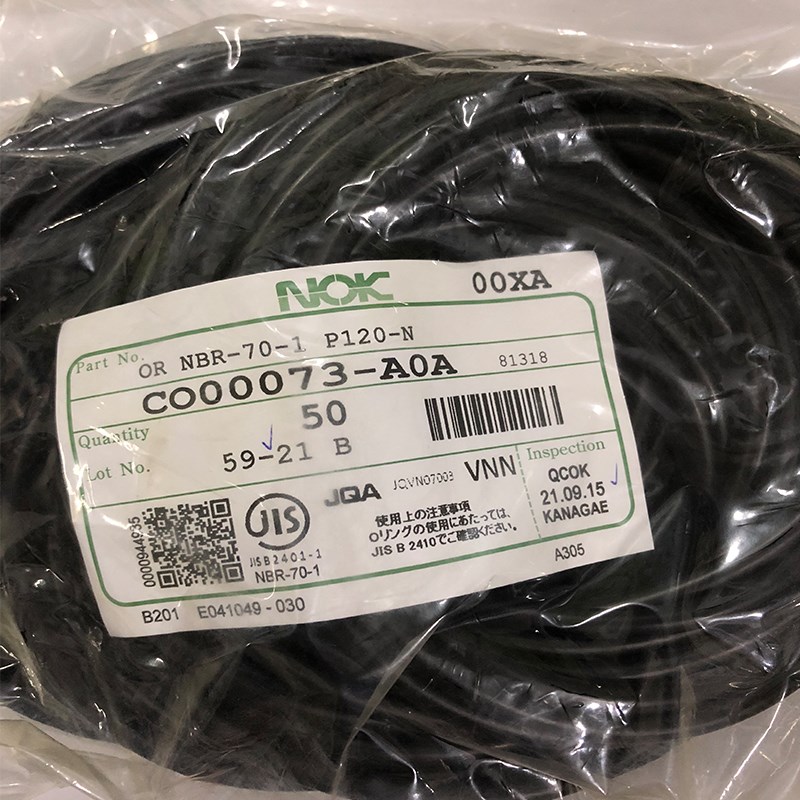 NOK 00XA
Part No. OR NBR-70-1 P120-N
CO00073-A0A 81318
Quantity 50
Lot No. 59-21 B
JIS
JIS B 2401-1
NBR-70-1
JQA JQVN07003 VNN
使用上の注意事項
Oリングの使用にあたっては、
JIS B 2410でご確認ください。
Inspection
QCOK
21.09.15
KANAGAE
0000944935
B201 E041049-030
A305